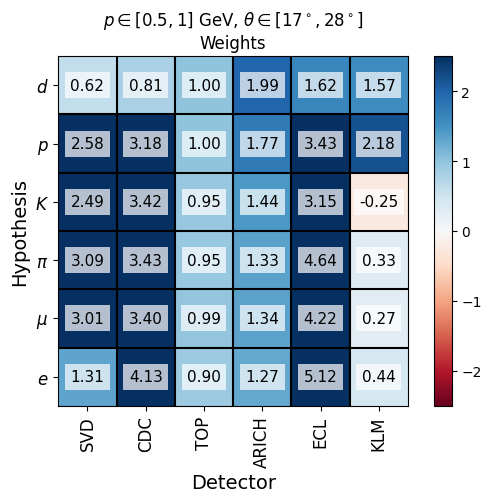 p ∈ [0.5, 1] GeV, θ ∈ [17°, 28°]
Weights
d 0.62 0.81 1.00 1.99 1.62 1.57
p 2.58 3.18 1.00 1.77 3.43 2.18
K 2.49 3.42 0.95 1.44 3.15 -0.25
π 3.09 3.43 0.95 1.33 4.64 0.33
μ 3.01 3.40 0.99 1.34 4.22 0.27
e 1.31 4.13 0.90 1.27 5.12 0.44
Hypothesis
SVD CDC TOP ARICH ECL KLM
Detector
2
1
0
−1
−2